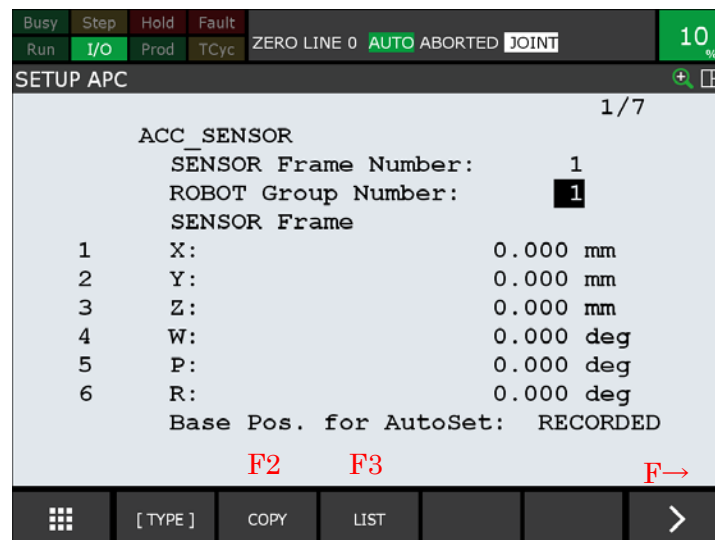 Busy Step Hold Fault
Run I/O Prod TCyc ZERO LINE 0 AUTO ABORTED JOINT 10 %
SETUP APC
1/7
ACC_SENSOR
SENSOR Frame Number: 1
ROBOT Group Number: 1
SENSOR Frame
1 X: 0.000 mm
2 Y: 0.000 mm
3 Z: 0.000 mm
4 W: 0.000 deg
5 P: 0.000 deg
6 R: 0.000 deg
Base Pos. for AutoSet: RECORDED
F2 F3 F→
[ TYPE ] COPY LIST >